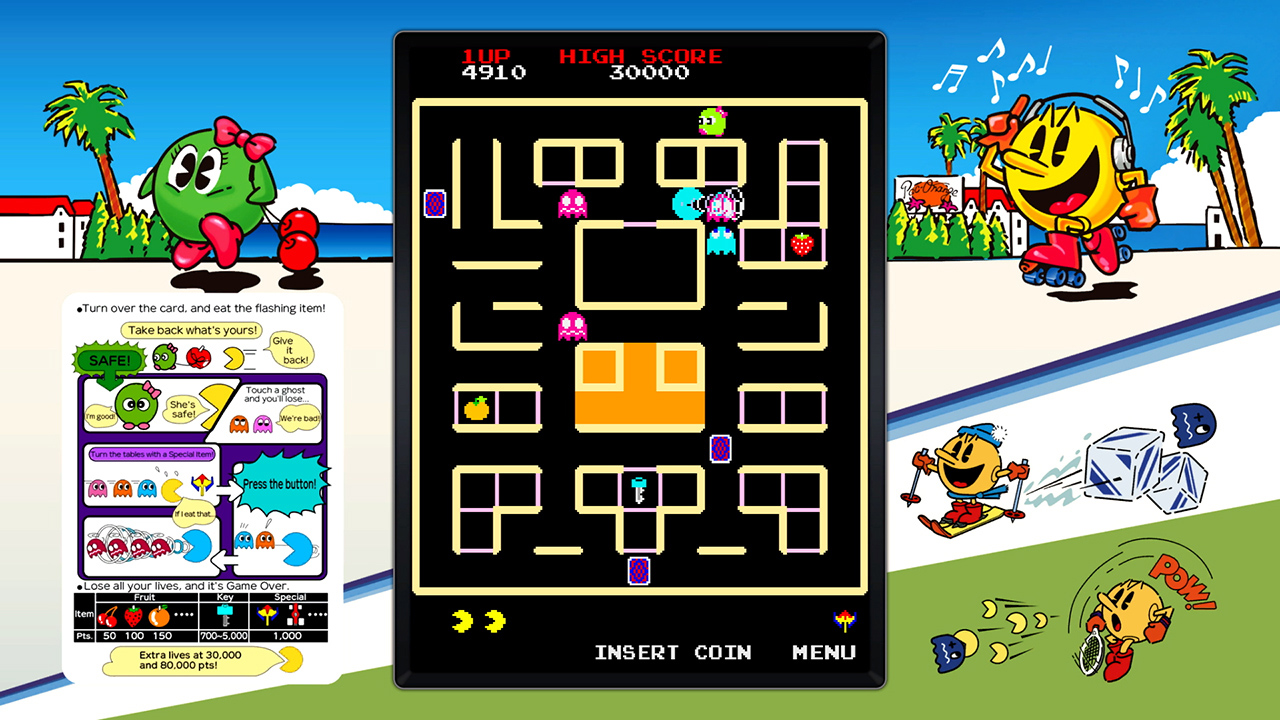 1UP HIGH SCORE
4910 30000
INSERT COIN MENU
•Turn over the card, and eat the flashing item!
Take back what's yours!
Give
it
back!
SAFE!
I'm good!
She's
safe!
Touch a ghost
and you'll lose...
We're bad!
Turn the tables with a Special Item!
If I eat that...
Press the button!
•Lose all your lives, and it's Game Over.
Fruit Key Special
Item
Pts. 50 100 150 700~5,000 1,000
Extra lives at 30,000
and 80,000 pts!
POW!